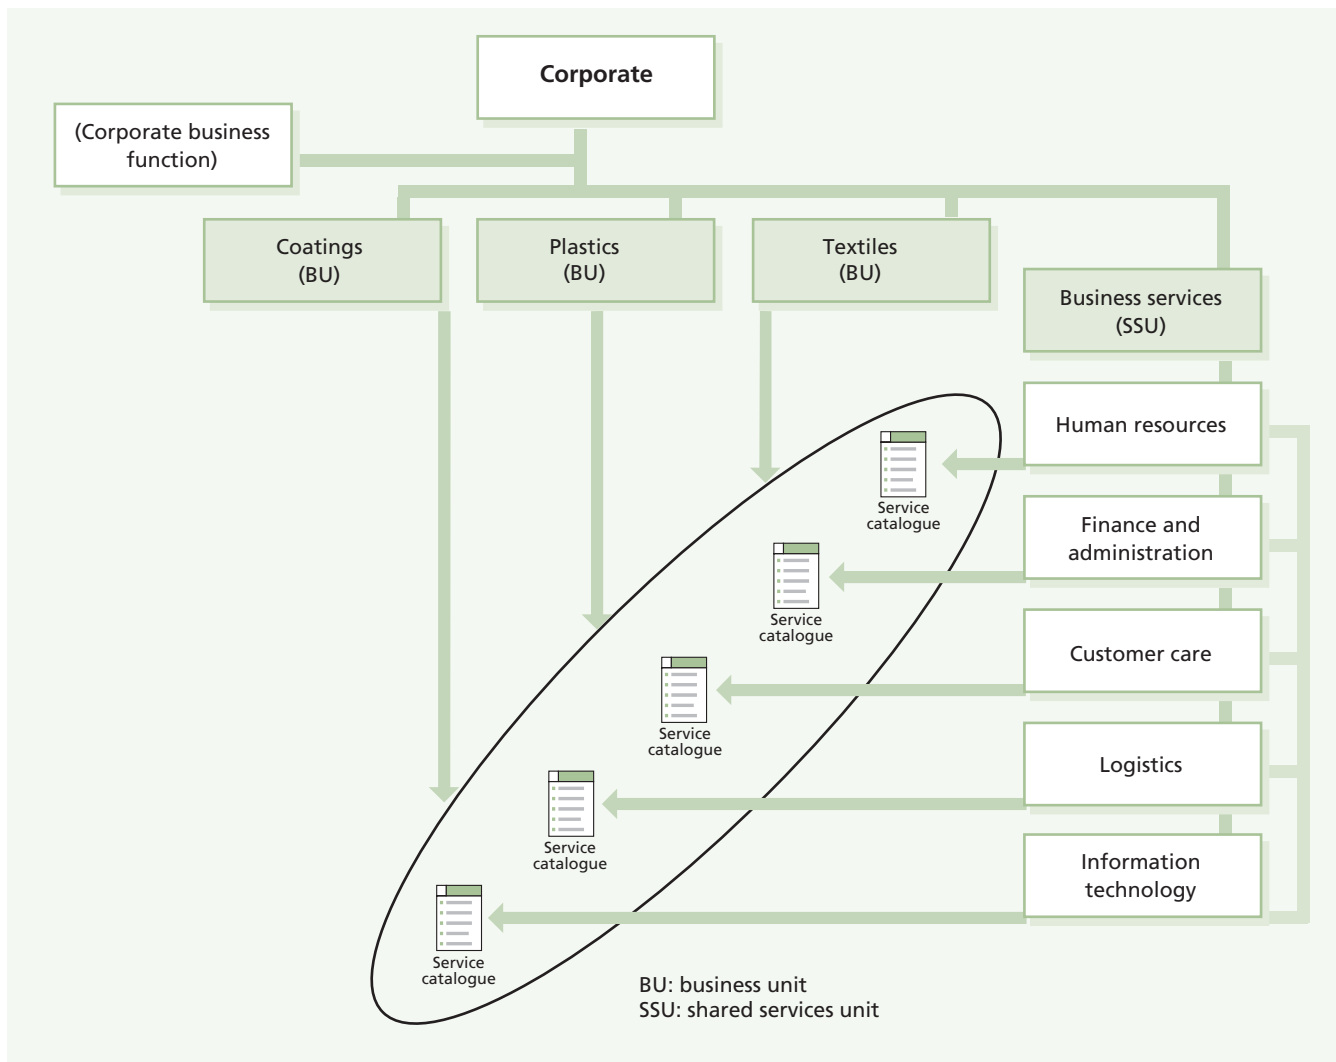 Corporate
(Corporate business
function)
Coatings
(BU)
Plastics
(BU)
Textiles
(BU)
Business services
(SSU)
Human resources
Service
catalogue
Finance and
administration
Service
catalogue
Customer care
Service
catalogue
Logistics
Service
catalogue
Information
technology
Service
catalogue
BU: business unit
SSU: shared services unit